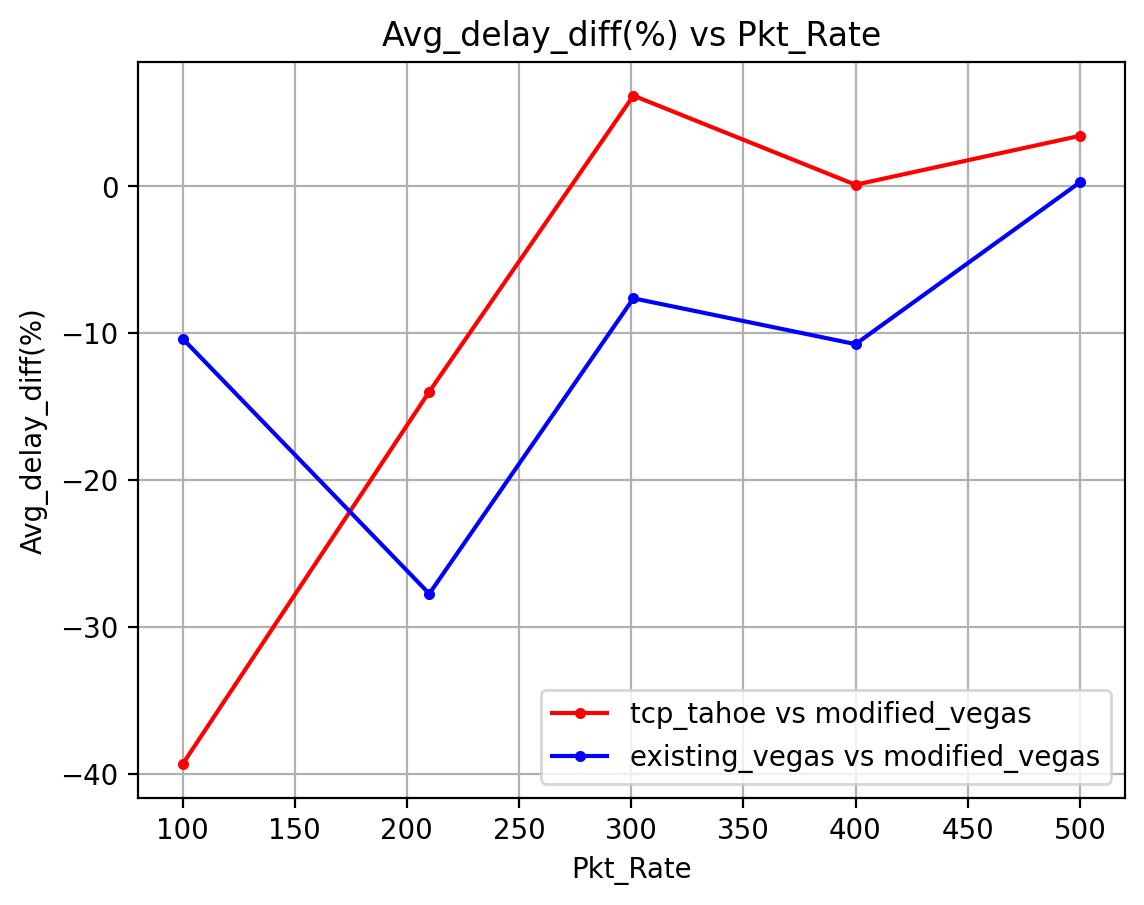 Avg_delay_diff(%) vs Pkt_Rate
Avg_delay_diff(%)
0
−10
−20
−30
−40
tcp_tahoe vs modified_vegas
existing_vegas vs modified_vegas
100 150 200 250 300 350 400 450 500
Pkt_Rate